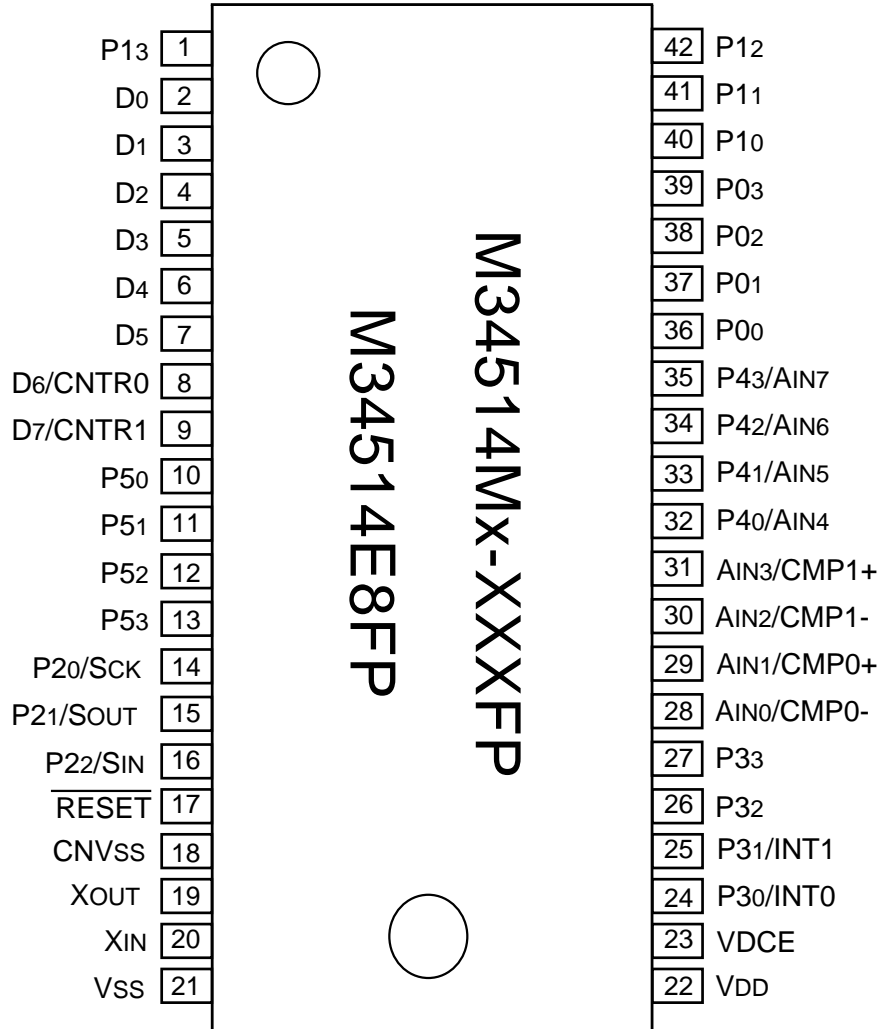 P13 1 42 P12
D0 2 41 P11
D1 3 40 P10
D2 4 39 P03
D3 5 38 P02
D4 6 37 P01
D5 7 36 P00
D6/CNTR0 8 35 P43/AIN7
D7/CNTR1 9 34 P42/AIN6
P50 10 33 P41/AIN5
P51 11 32 P40/AIN4
P52 12 31 AIN3/CMP1+
P53 13 30 AIN2/CMP1-
P20/SCK 14 29 AIN1/CMP0+
P21/SOUT 15 28 AIN0/CMP0-
P22/SIN 16 27 P33
RESET 17 26 P32
CNVSS 18 25 P31/INT1
XOUT 19 24 P30/INT0
XIN 20 23 VDCE
VSS 21 22 VDD
M34514Mx-XXXFP
M34514E8FP